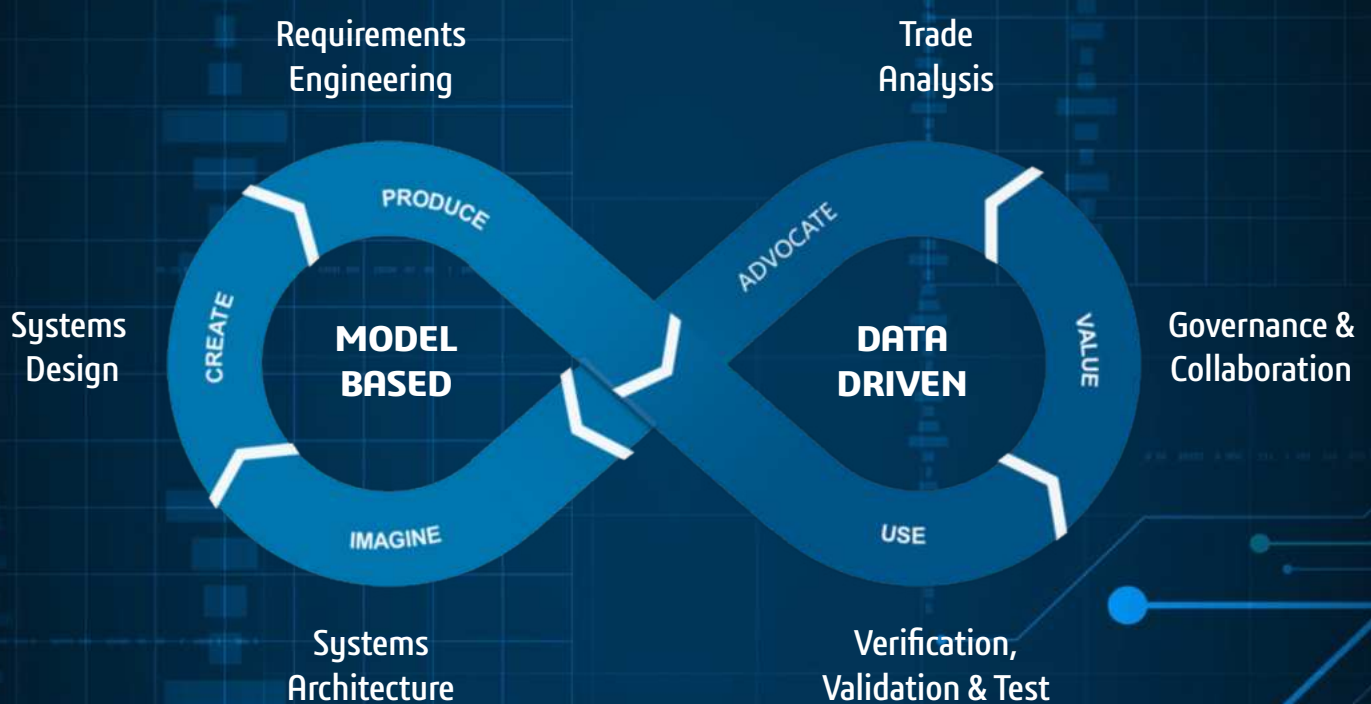 Requirements
Engineering
Trade
Analysis
PRODUCE
ADVOCATE
CREATE
MODEL
BASED
DATA
DRIVEN
VALUE
Systems
Design
Governance &
Collaboration
IMAGINE
USE
Systems
Architecture
Verification,
Validation & Test